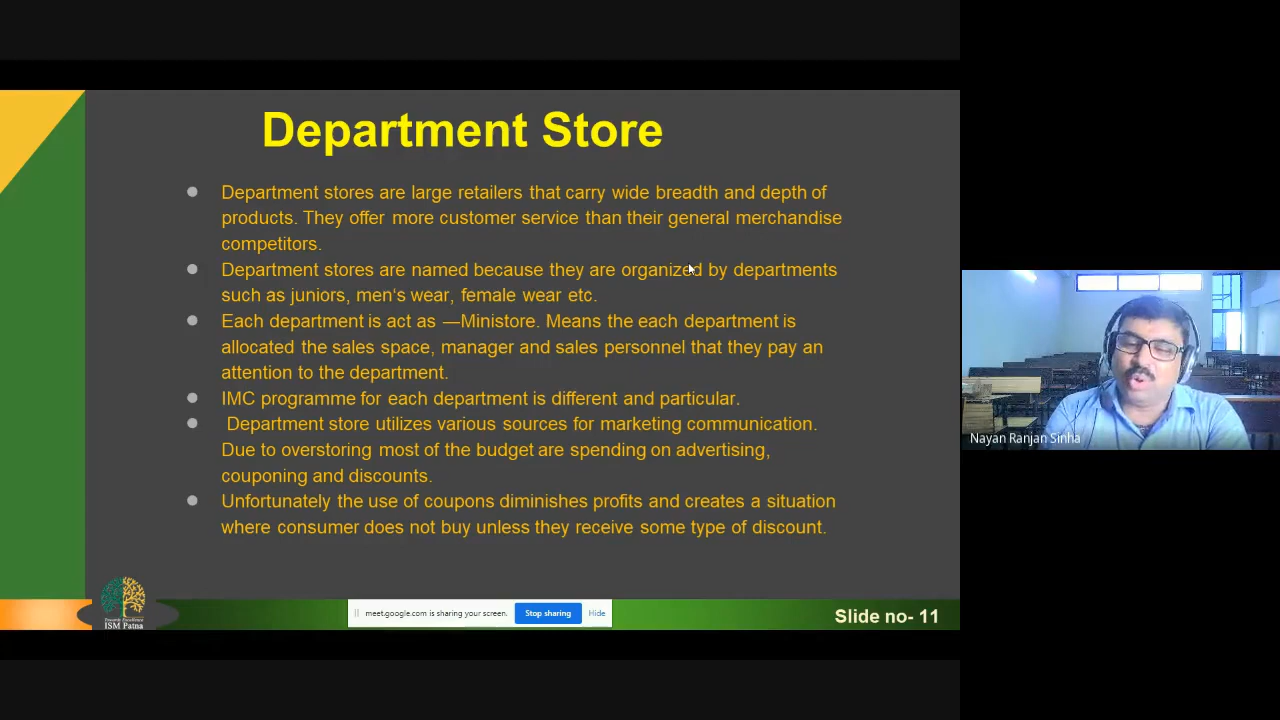 Department Store
Department stores are large retailers that carry wide breadth and depth of
products. They offer more customer service than their general merchandise
competitors.
Department stores are named because they are organized by departments
such as juniors, men‘s wear, female wear etc.
Each department is act as ―Ministore. Means the each department is
allocated the sales space, manager and sales personnel that they pay an
attention to the department.
IMC programme for each department is different and particular.
Department store utilizes various sources for marketing communication.
Due to overstoring most of the budget are spending on advertising,
couponing and discounts.
Unfortunately the use of coupons diminishes profits and creates a situation
where consumer does not buy unless they receive some type of discount.
Nayan Ranjan Sinha
Towards Excellence
ISM Patna
meet.google.com is sharing your screen.
Stop sharing
Hide
Slide no- 11